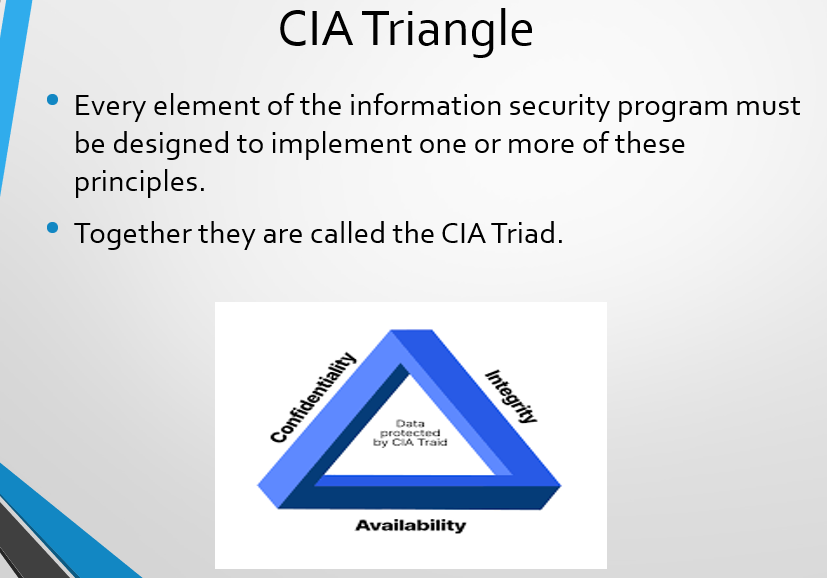 CIA Triangle
Every element of the information security program must
be designed to implement one or more of these
principles.
Together they are called the CIA Triad.
Confidentiality
Integrity
Data
protected
by CIA Traid
Availability